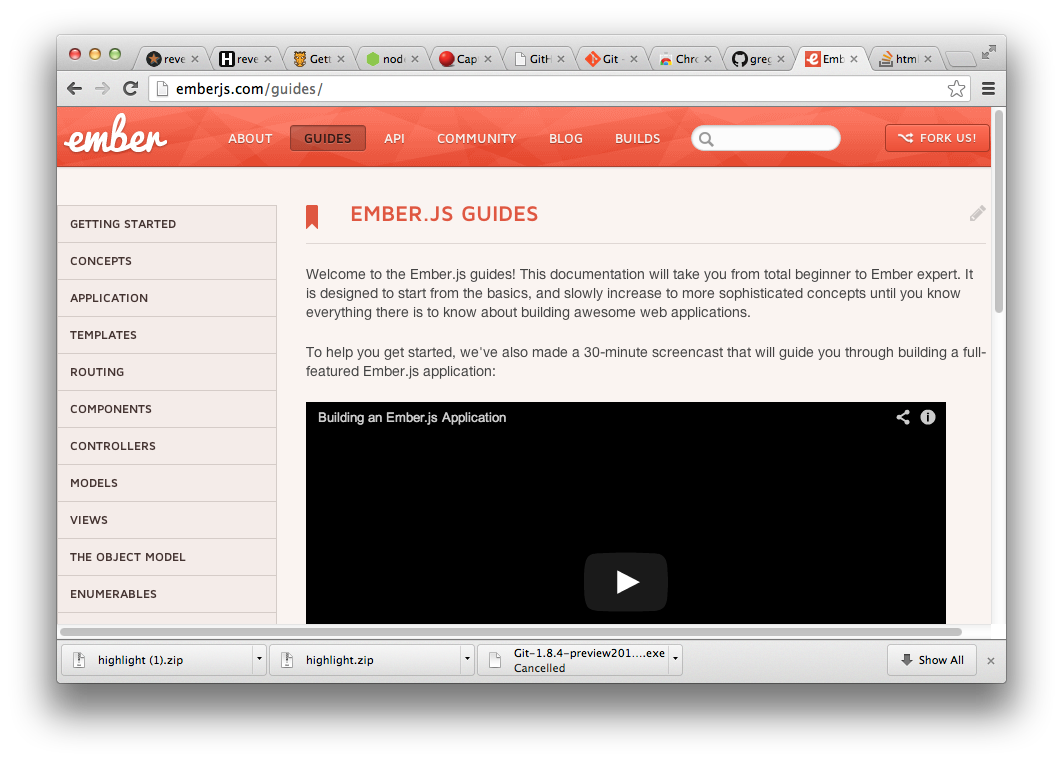 reve
reve
Gett
node
Cap
GitH
Git -
Chro
greg
Emb
html
emberjs.com/guides/
ember
ABOUT
GUIDES
API
COMMUNITY
BLOG
BUILDS
FORK US!
GETTING STARTED
CONCEPTS
APPLICATION
TEMPLATES
ROUTING
COMPONENTS
CONTROLLERS
MODELS
VIEWS
THE OBJECT MODEL
ENUMERABLES
EMBER.JS GUIDES
Welcome to the Ember.js guides! This documentation will take you from total beginner to Ember expert. It
is designed to start from the basics, and slowly increase to more sophisticated concepts until you know
everything there is to know about building awesome web applications.
To help you get started, we've also made a 30-minute screencast that will guide you through building a full-
featured Ember.js application:
Building an Ember.js Application
highlight (1).zip
highlight.zip
Git-1.8.4-preview201....exe
Cancelled
Show All